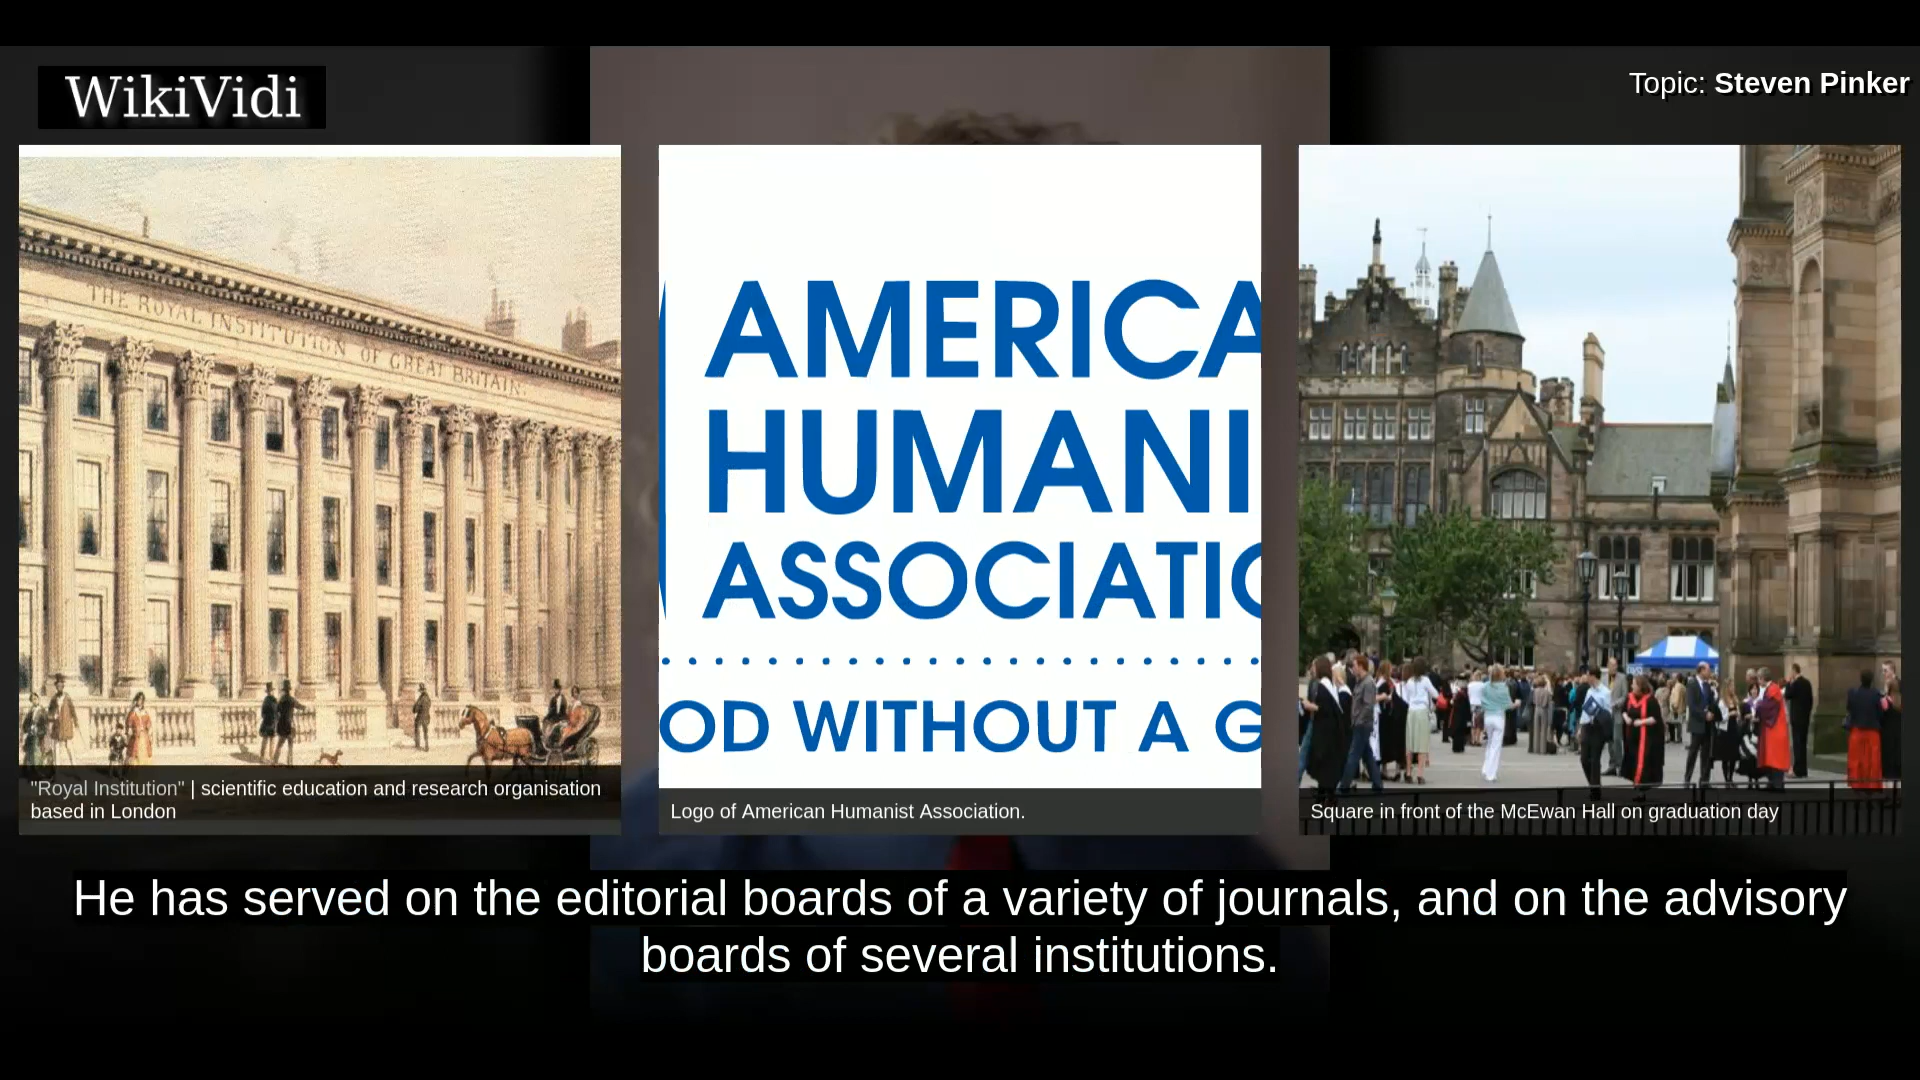 WikiVidi
Topic: Steven Pinker
THE ROYAL INSTITUTION OF GREAT BRITAIN.
"Royal Institution" | scientific education and research organisation
based in London
AMERICA
HUMANI
ASSOCIATIO
OD WITHOUT A G
Logo of American Humanist Association.
Square in front of the McEwan Hall on graduation day
He has served on the editorial boards of a variety of journals, and on the advisory
boards of several institutions.